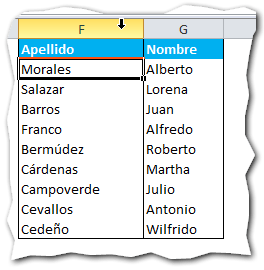 F G
Apellido Nombre
Morales Alberto
Salazar Lorena
Barros Juan
Franco Alfredo
Bermúdez Roberto
Cárdenas Martha
Campoverde Julio
Cevallos Antonio
Cedeño Wilfrido